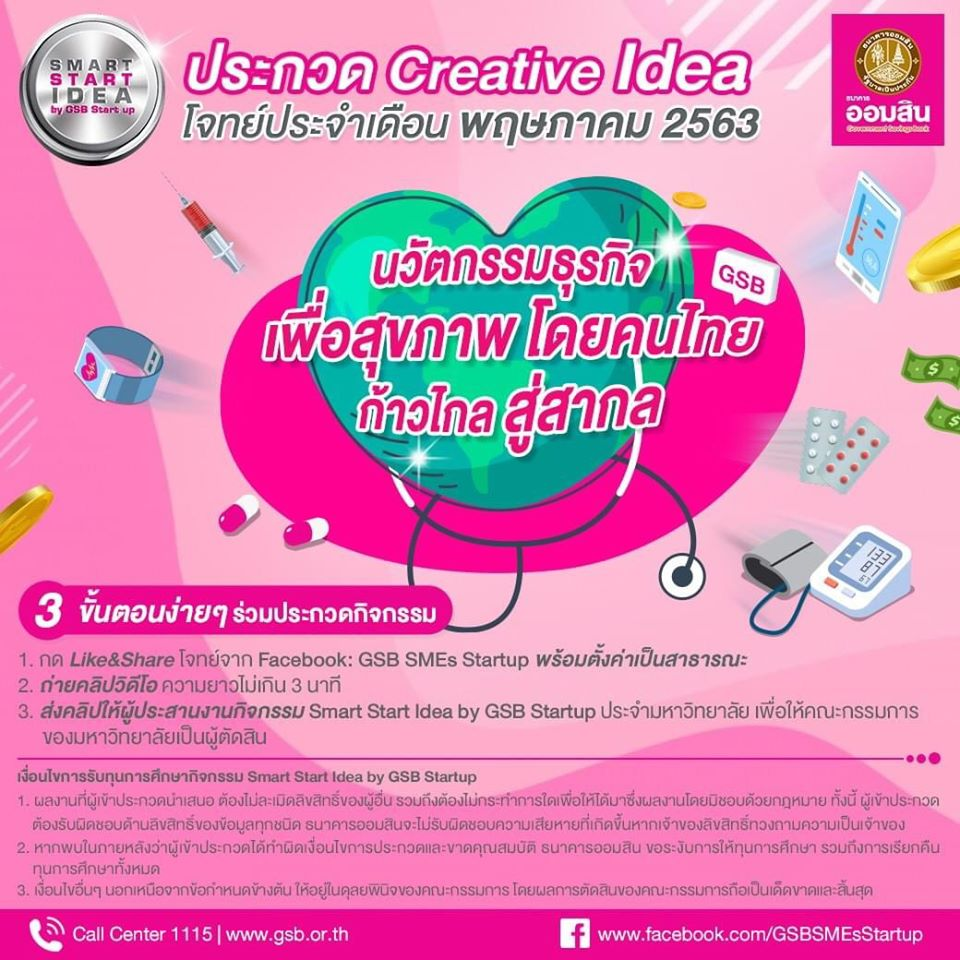 SMART
START
IDEA
by GSB Start up
ประกวด Creative Idea
โจทย์ประจำเดือน พฤษภาคม 2563
ธนาคารออมสิน
ธนาคาร
ออมสิน
Government Savings Bank
นวัตกรรมธุรกิจ
GSB
เพื่อสุขภาพ โดยคนไทย
ก้าวไกล สู่สากล
133
87
73
3 ขั้นตอนง่ายๆ ร่วมประกวดกิจกรรม
1. กด Like&Share โจทย์จาก Facebook: GSB SMEs Startup พร้อมตั้งค่าเป็นสาธารณะ
2. ถ่ายคลิปวิดีโอ ความยาวไม่เกิน 3 นาที
3. ส่งคลิปให้ผู้ประสานงานกิจกรรม Smart Start Idea by GSB Startup ประจำมหาวิทยาลัย เพื่อให้คณะกรรมการ
ของมหาวิทยาลัยเป็นผู้ตัดสิน
เงื่อนไขการรับทุนการศึกษากิจกรรม Smart Start Idea by GSB Startup
1. ผลงานที่ผู้เข้าประกวดนำเสนอ ต้องไม่ละเมิดลิขสิทธิ์ของผู้อื่น รวมถึงต้องไม่กระทำการใดเพื่อให้ได้มาซึ่งผลงานโดยมิชอบด้วยกฎหมาย ทั้งนี้ ผู้เข้าประกวด
ต้องรับผิดชอบด้านลิขสิทธิ์ของข้อมูลทุกชนิด ธนาคารออมสินจะไม่รับผิดชอบความเสียหายที่เกิดขึ้นหากเจ้าของลิขสิทธิ์ทวงถามความเป็นเจ้าของ
2. หากพบในภายหลังว่าผู้เข้าประกวดได้ทำผิดเงื่อนไขการประกวดและขาดคุณสมบัติ ธนาคารออมสิน ขอระงับการให้ทุนการศึกษา รวมถึงการเรียกคืน
ทุนการศึกษาทั้งหมด
3. เงื่อนไขอื่นๆ นอกเหนือจากข้อกำหนดข้างต้น ให้อยู่ในดุลยพินิจของคณะกรรมการ โดยผลการตัดสินของคณะกรรมการถือเป็นเด็ดขาดและสิ้นสุด
Call Center 1115 | www.gsb.or.th
www.facebook.com/GSBSMEsStartup